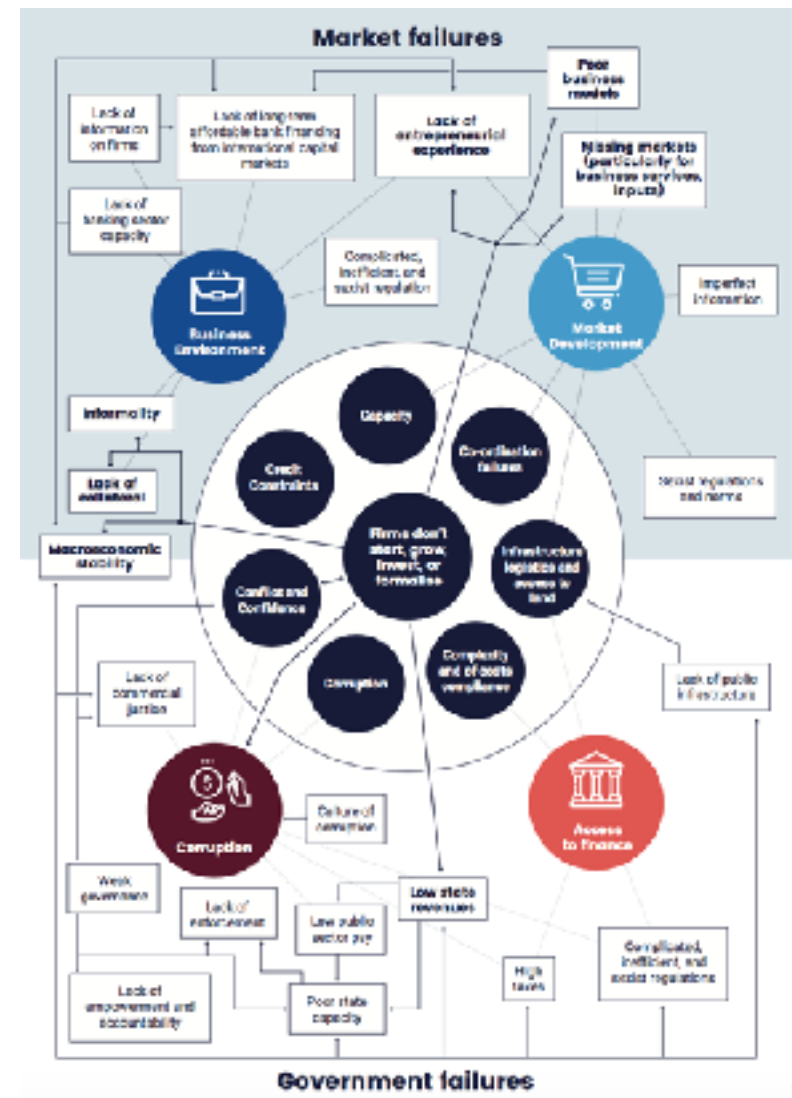 Market failures
Poor
business
models
Lack of
information
on firms
Lack of long-term
affordable bank financing
from international capital
markets
Lack of
entrepreneurial
experience
Missing markets
(particularly for
business services,
inputs)
Lack of
banking sector
capacity
Complicated,
inefficient, and
sexist regulation
Imperfect
information
Business
Environment
Market
Development
Capacity
Informality
Co-ordination
failures
Credit
Constraints
Lack of
collateral
Sexist regulations
and norms
Macroeconomic
stability
Firms don't
start, grow,
invest, or
formalise
Infrastructure
logistics and
access to
land
Conflict and
Confidence
Corruption
Complexity
and of costs
compliance
Lack of
commercial
justice
Lack of public
infrastructure
Corruption
Culture of
corruption
Access
to finance
Weak
governance
Lack of
enforcement
Low public
sector pay
Low state
revenues
High
taxes
Complicated,
inefficient, and
sexist regulations
Lack of
empowerment and
accountability
Poor state
capacity
Government failures